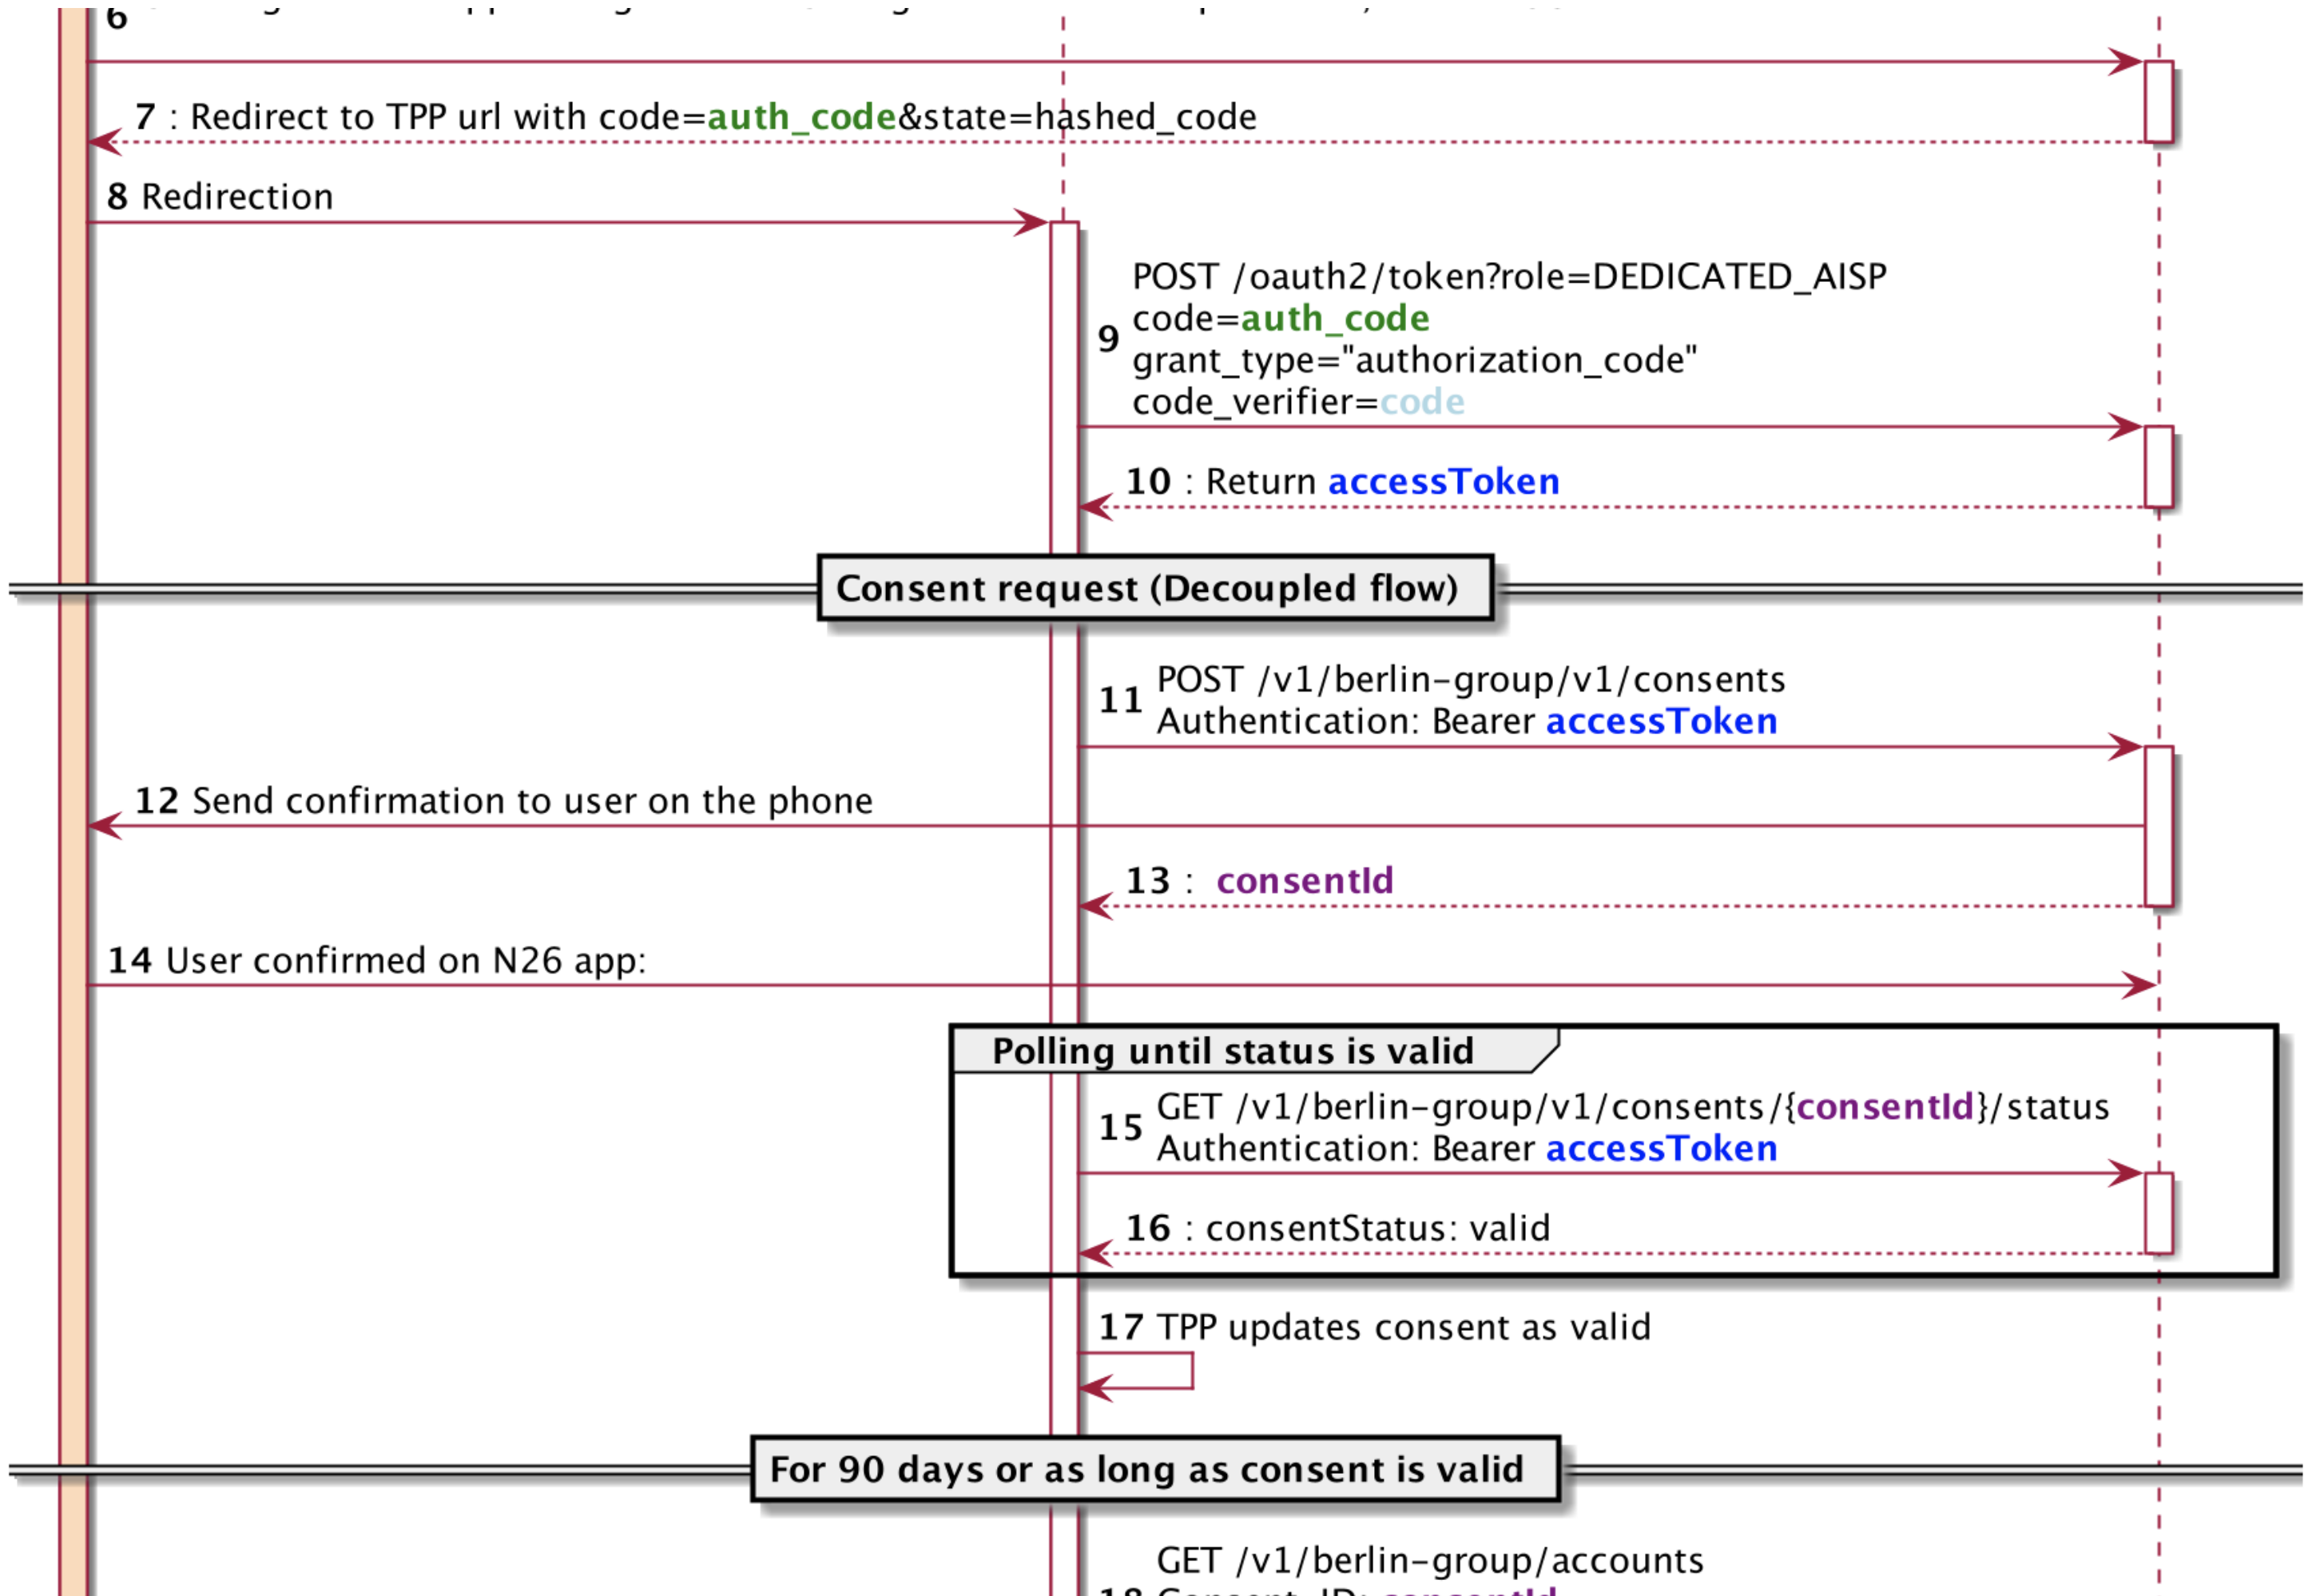 6
7 : Redirect to TPP url with code=auth_code&state=hashed_code
8 Redirection
POST /oauth2/token?role=DEDICATED_AISP
code=auth_code
9
grant_type="authorization_code"
code_verifier=code
10 : Return accessToken
Consent request (Decoupled flow)
POST /v1/berlin-group/v1/consents
11
Authentication: Bearer accessToken
12 Send confirmation to user on the phone
13 : consentId
14 User confirmed on N26 app:
Polling until status is valid
GET /v1/berlin-group/v1/consents/{consentId}/status
15
Authentication: Bearer accessToken
16 : consentStatus: valid
17 TPP updates consent as valid
For 90 days or as long as consent is valid
GET /v1/berlin-group/accounts
18 Consent-ID: consentId